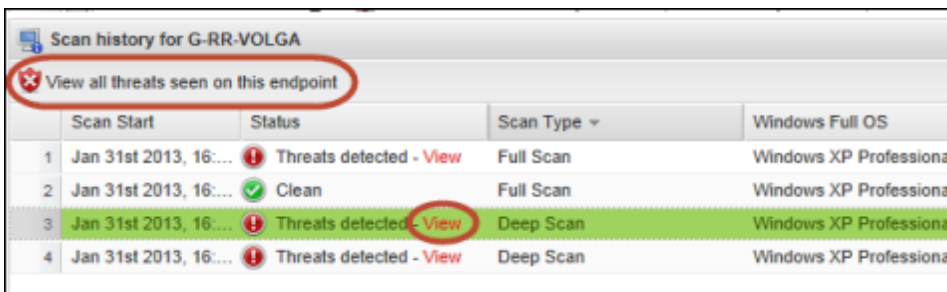 Scan history for G-RR-VOLGA
View all threats seen on this endpoint
Scan Start Status Scan Type Windows Full OS
1 Jan 31st 2013, 16:... Threats detected - View Full Scan Windows XP Professiona
2 Jan 31st 2013, 16:... Clean Full Scan Windows XP Professiona
3 Jan 31st 2013, 16:... Threats detected - View Deep Scan Windows XP Professiona
4 Jan 31st 2013, 16:... Threats detected - View Deep Scan Windows XP Professiona